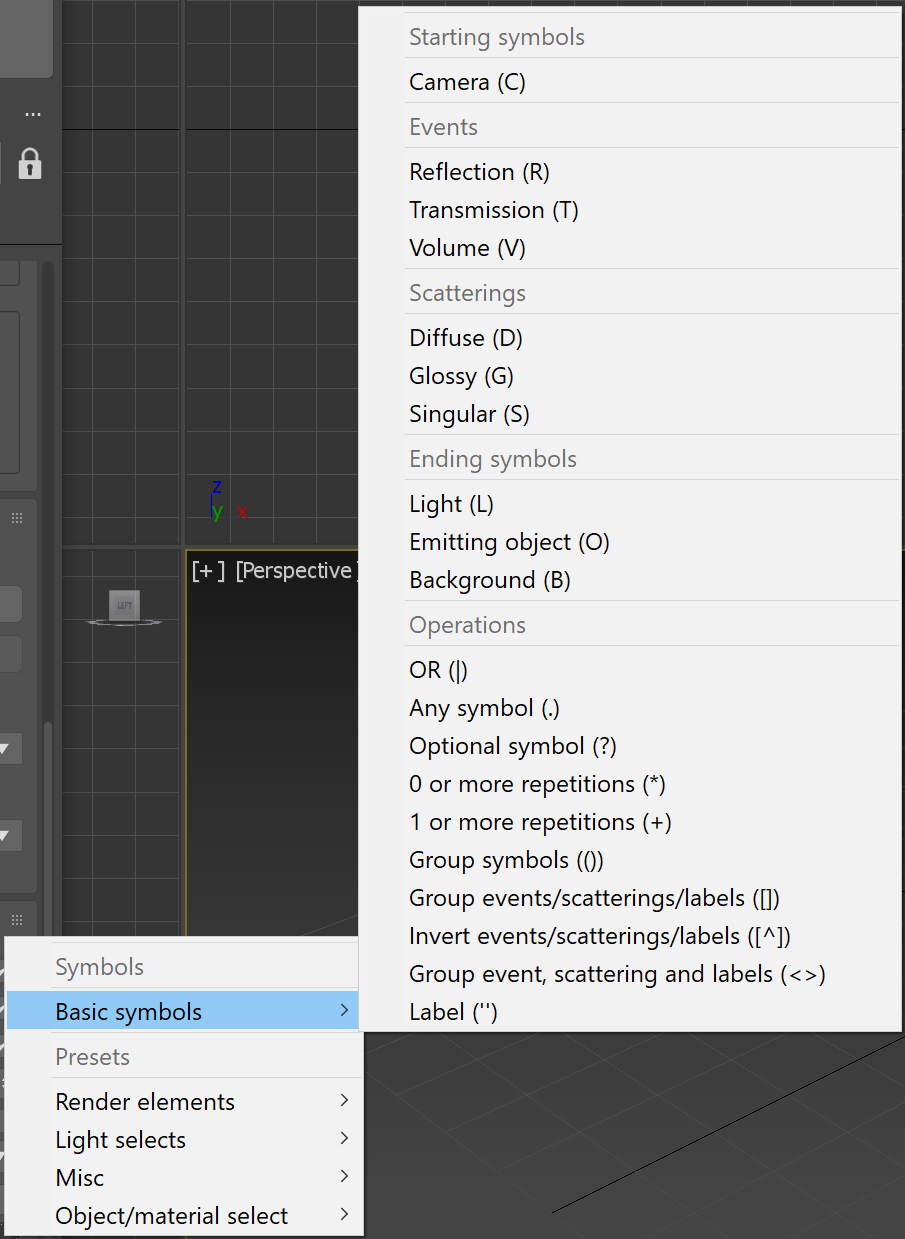 ...
Starting symbols
Camera (C)
Events
Reflection (R)
Transmission (T)
Volume (V)
Scatterings
Diffuse (D)
Glossy (G)
Singular (S)
Ending symbols
Light (L)
Emitting object (O)
Background (B)
Operations
OR (|)
Any symbol (.)
Optional symbol (?)
0 or more repetitions (*)
1 or more repetitions (+)
Group symbols (())
Group events/scatterings/labels ([])
Invert events/scatterings/labels ([^])
Group event, scattering and labels (<>)
Label ('')
z
y x
[+] [Perspective]
LEFT
Symbols
Basic symbols
Presets
Render elements
Light selects
Misc
Object/material select